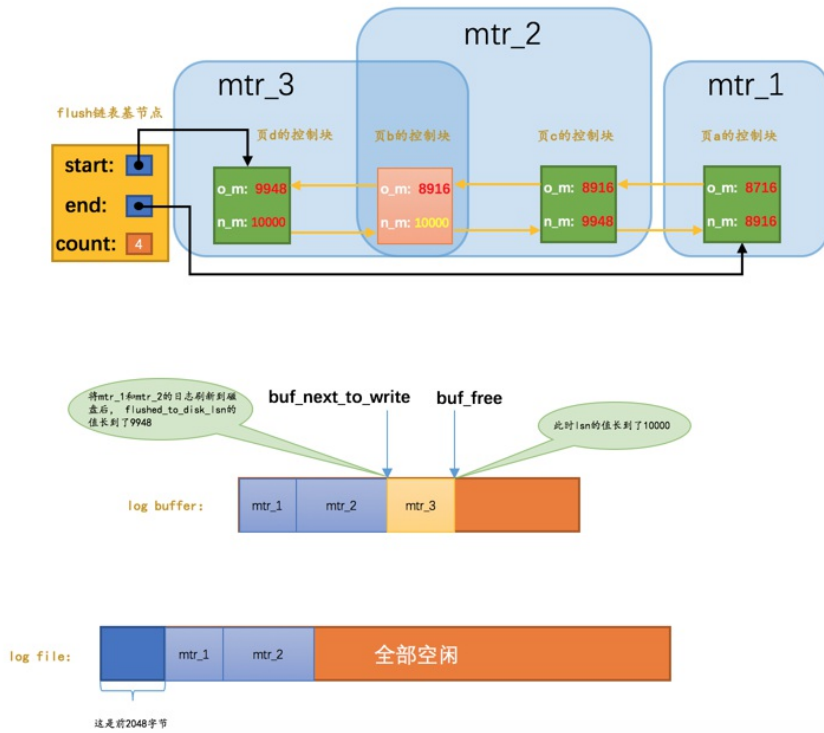 mtr_2
mtr_3
mtr_1
flush链表基节点
页d的控制块
页b的控制块
页c的控制块
页a的控制块
start:
end:
count: 4
o_m: 9948
n_m: 10000
o_m: 8916
n_m: 10000
o_m: 8916
n_m: 9948
o_m: 8716
n_m: 8916
将mtr_1和mtr_2的日志刷新到磁
盘后， flushed_to_disk_lsn的
值长到了9948
buf_next_to_write
buf_free
此时lsn的值长到了10000
log buffer:
mtr_1
mtr_2
mtr_3
log file:
mtr_1
mtr_2
全部空闲
这是前2048字节